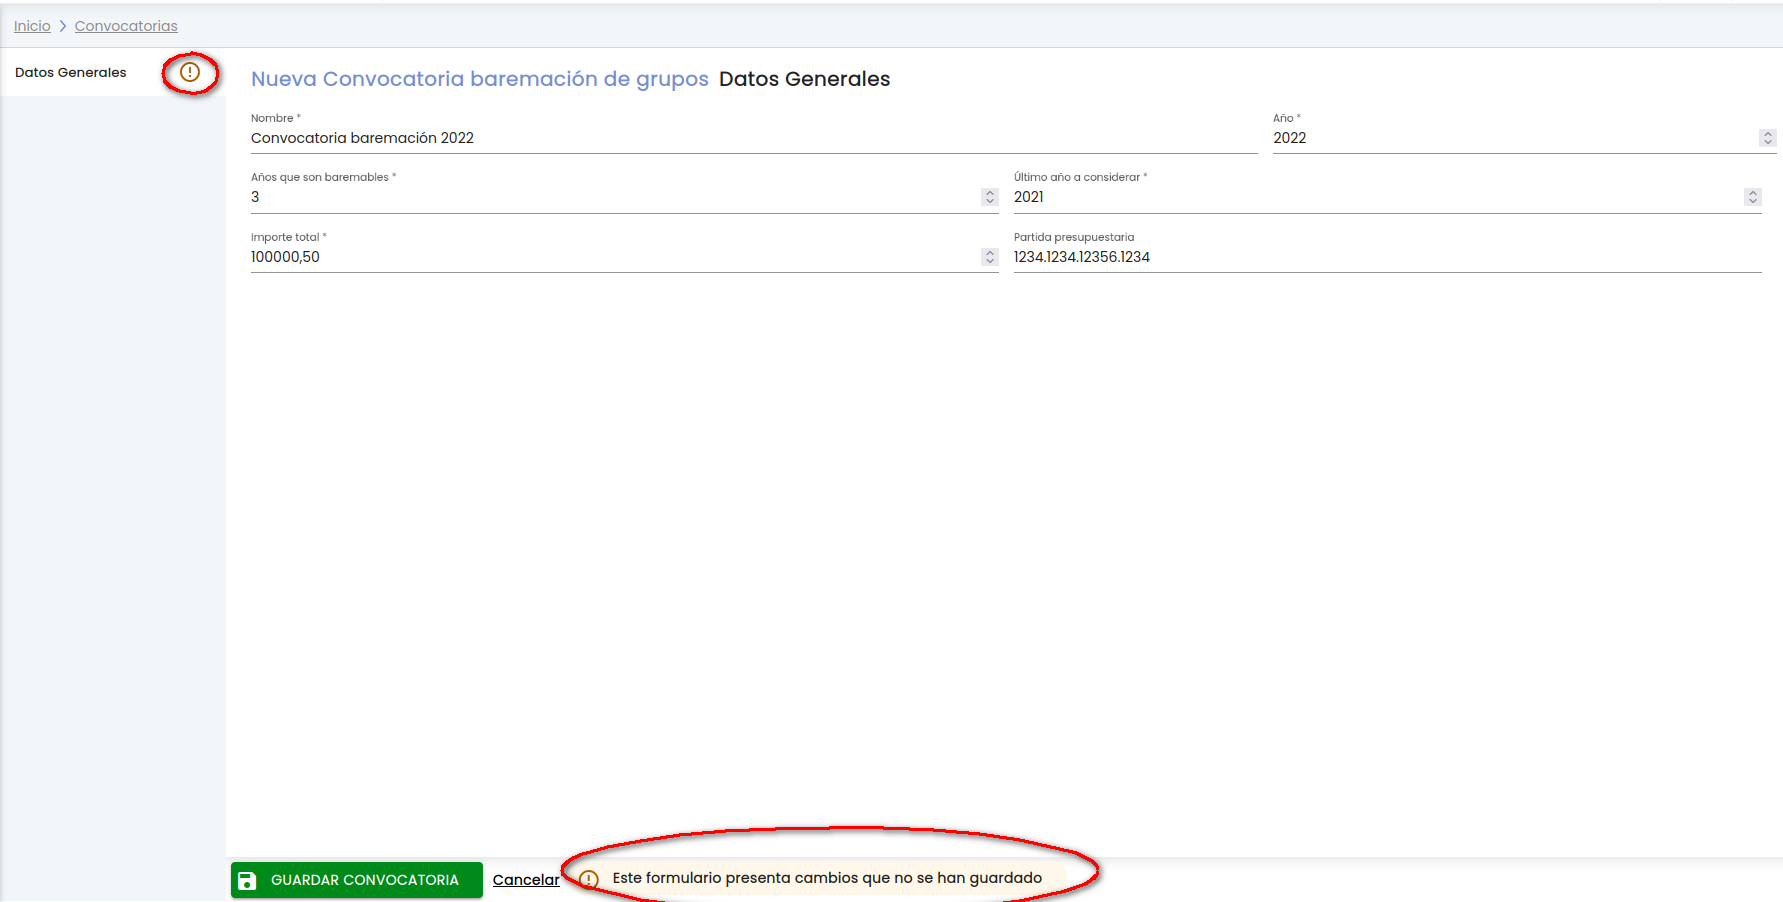 Inicio > Convocatorias
Datos Generales
Nueva Convocatoria baremación de grupos Datos Generales
Nombre * Año *
Convocatoria baremación 2022 2022
Años que son baremables * Último año a considerar *
3 2021
Importe total * Partida presupuestaria
100000,50 1234.1234.12356.1234
GUARDAR CONVOCATORIA Cancelar Este formulario presenta cambios que no se han guardado